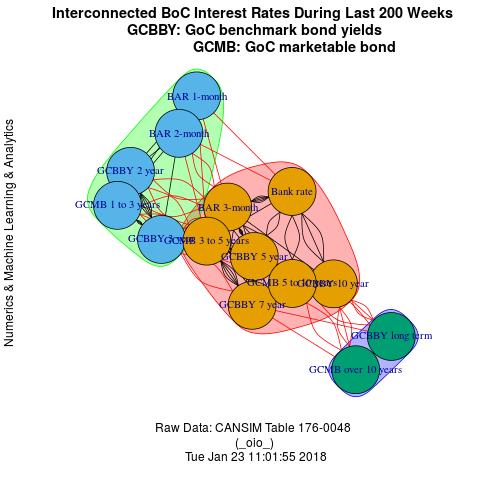 Interconnected BoC Interest Rates During Last 200 Weeks
GCBBY: GoC benchmark bond yields
GCMB: GoC marketable bond
Numerics & Machine Learning & Analytics
BAR 1-month
BAR 2-month
GCBBY 2 year
Bank rate
GCMB 1 to 3 years
BAR 3-month
GCBBY 3 year
GCMB 3 to 5 years
GCBBY 5 year
GCMB 5 to 10 years
GCBBY 10 year
GCBBY 7 year
GCBBY long term
GCMB over 10 years
Raw Data: CANSIM Table 176-0048
(_oio_)
Tue Jan 23 11:01:55 2018